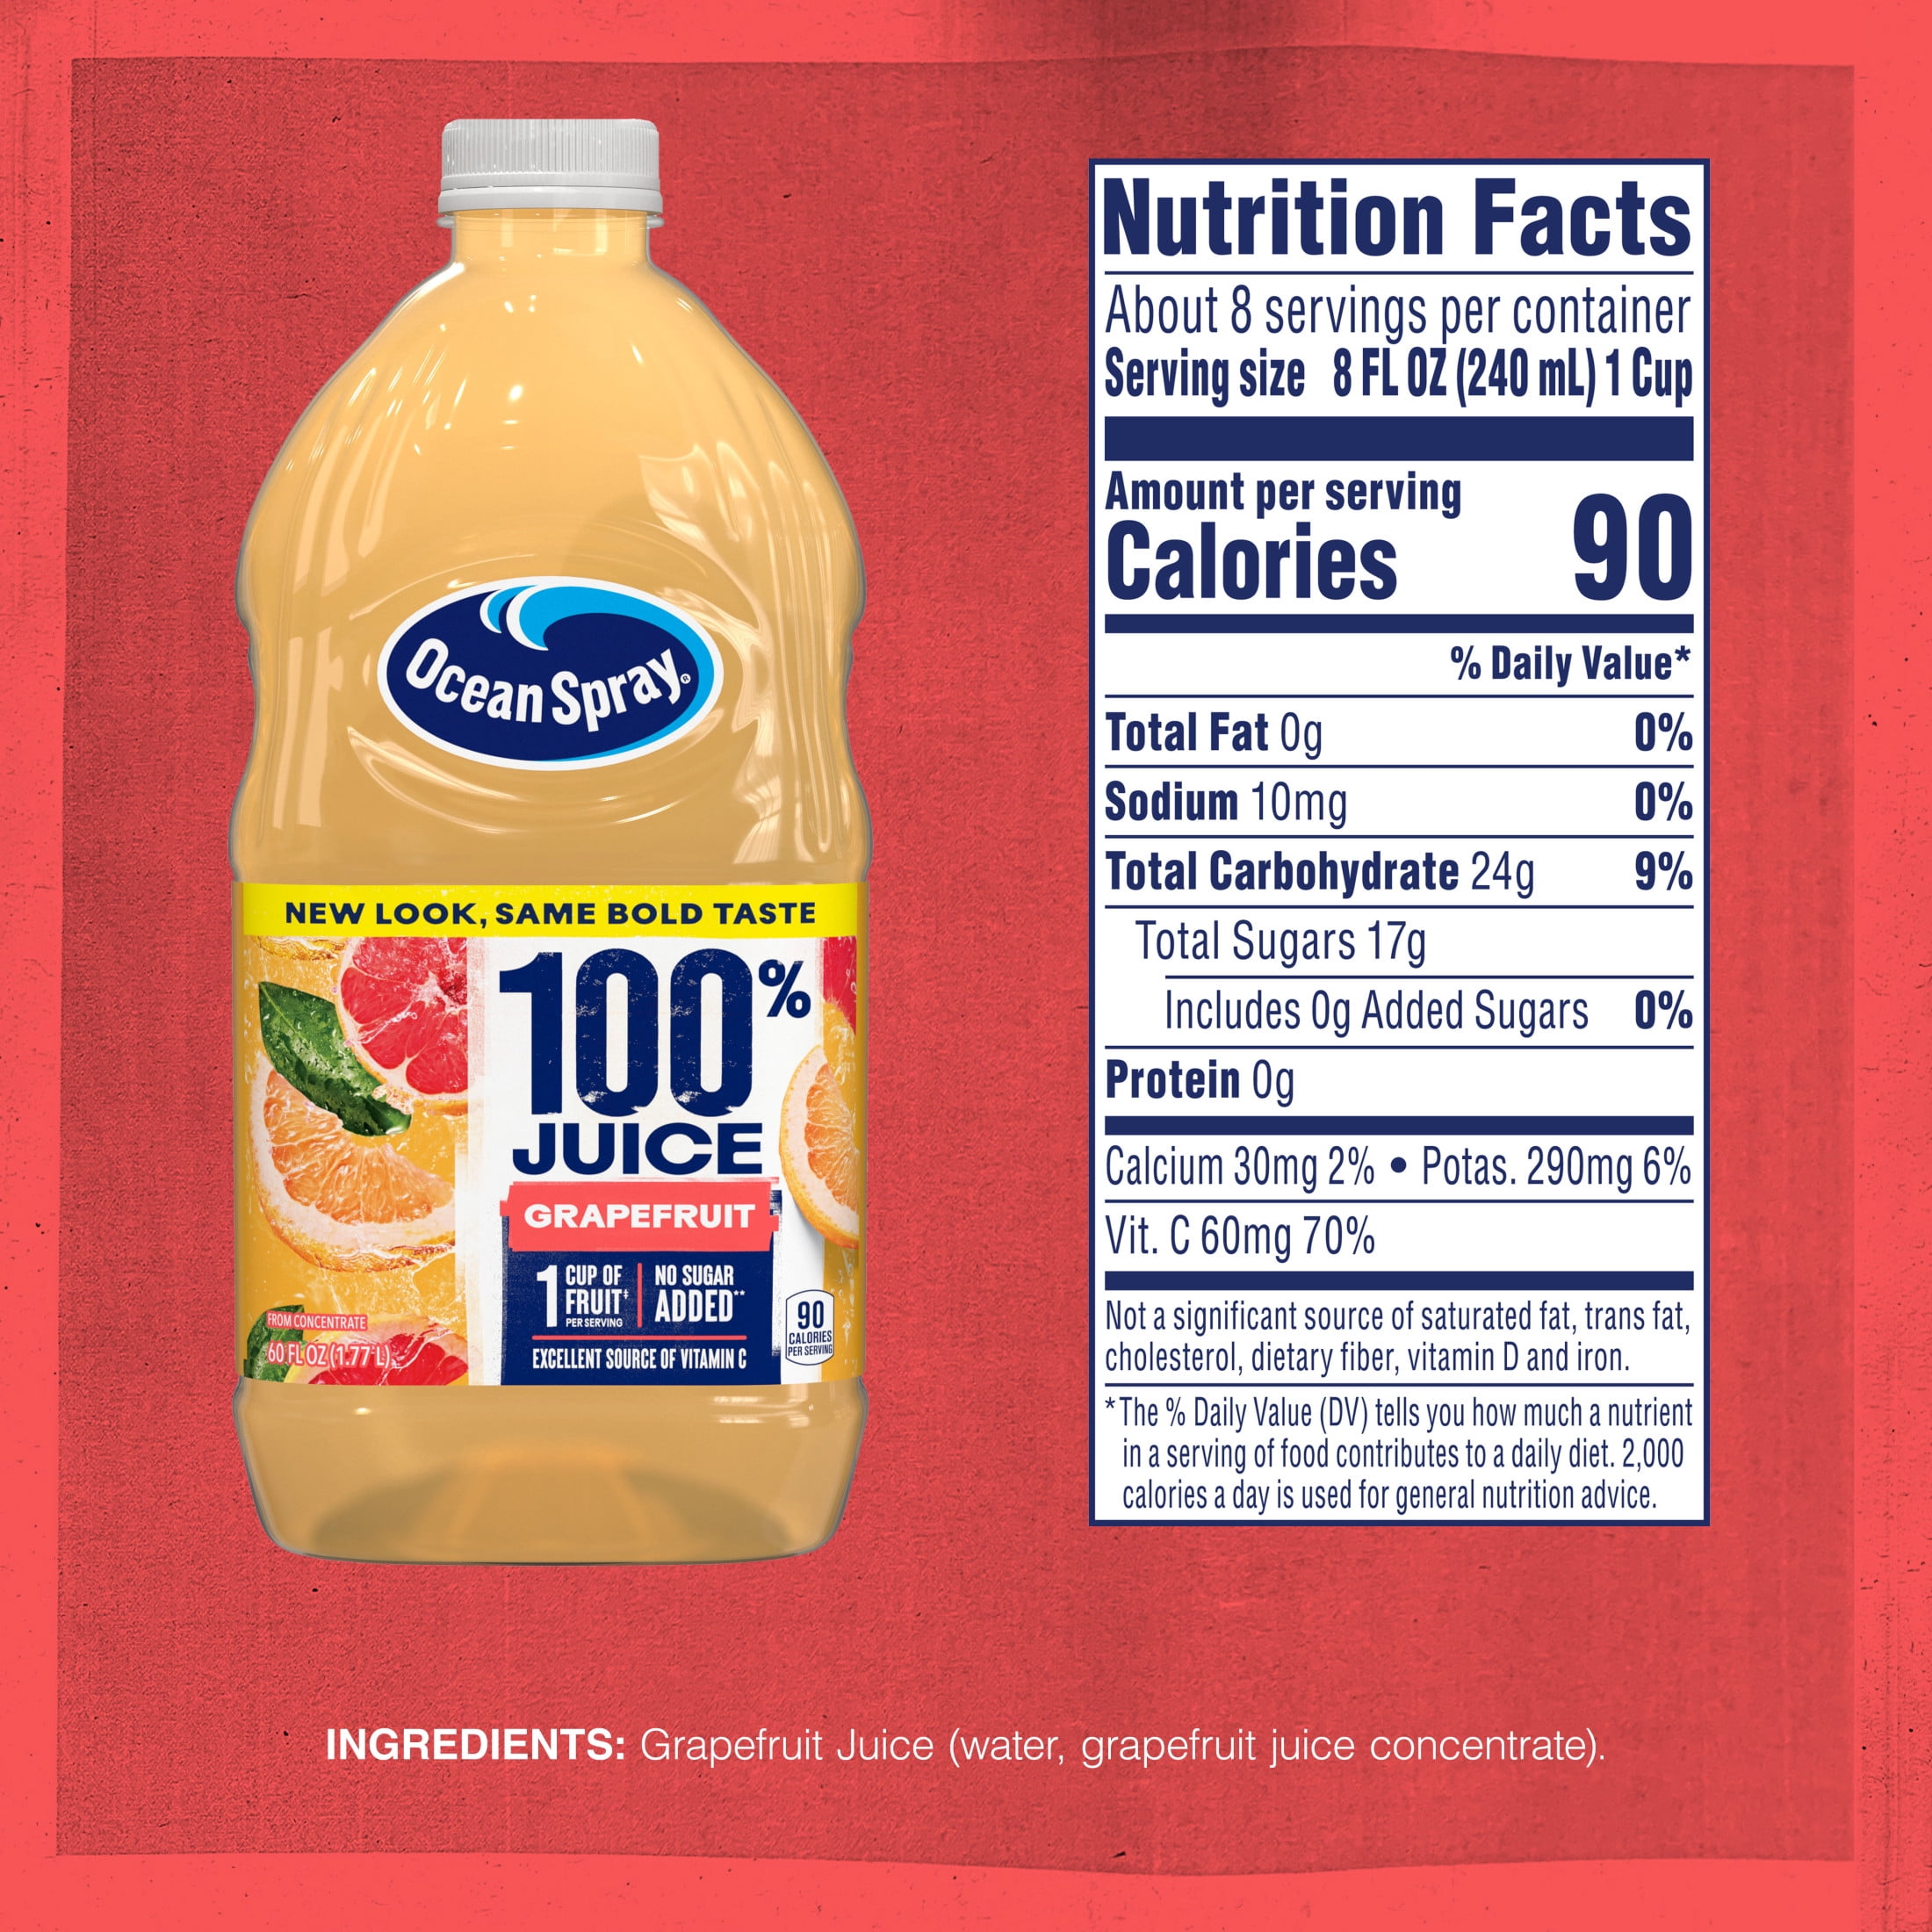 Ocean Spray®
NEW LOOK, SAME BOLD TASTE
100%
JUICE
GRAPEFRUIT
1 CUP OF FRUIT‡ PER SERVING
NO SUGAR ADDED**
EXCELLENT SOURCE OF VITAMIN C
90
CALORIES
PER SERVING
FROM CONCENTRATE
60 FL OZ (1.77 L)
Nutrition Facts
About 8 servings per container
Serving size 8 FL OZ (240 mL) 1 Cup
Amount per serving
Calories 90
% Daily Value*
Total Fat 0g 0%
Sodium 10mg 0%
Total Carbohydrate 24g 9%
Total Sugars 17g
Includes 0g Added Sugars 0%
Protein 0g
Calcium 30mg 2% • Potas. 290mg 6%
Vit. C 60mg 70%
Not a significant source of saturated fat, trans fat,
cholesterol, dietary fiber, vitamin D and iron.
*The % Daily Value (DV) tells you how much a nutrient
in a serving of food contributes to a daily diet. 2,000
calories a day is used for general nutrition advice.
INGREDIENTS: Grapefruit Juice (water, grapefruit juice concentrate).